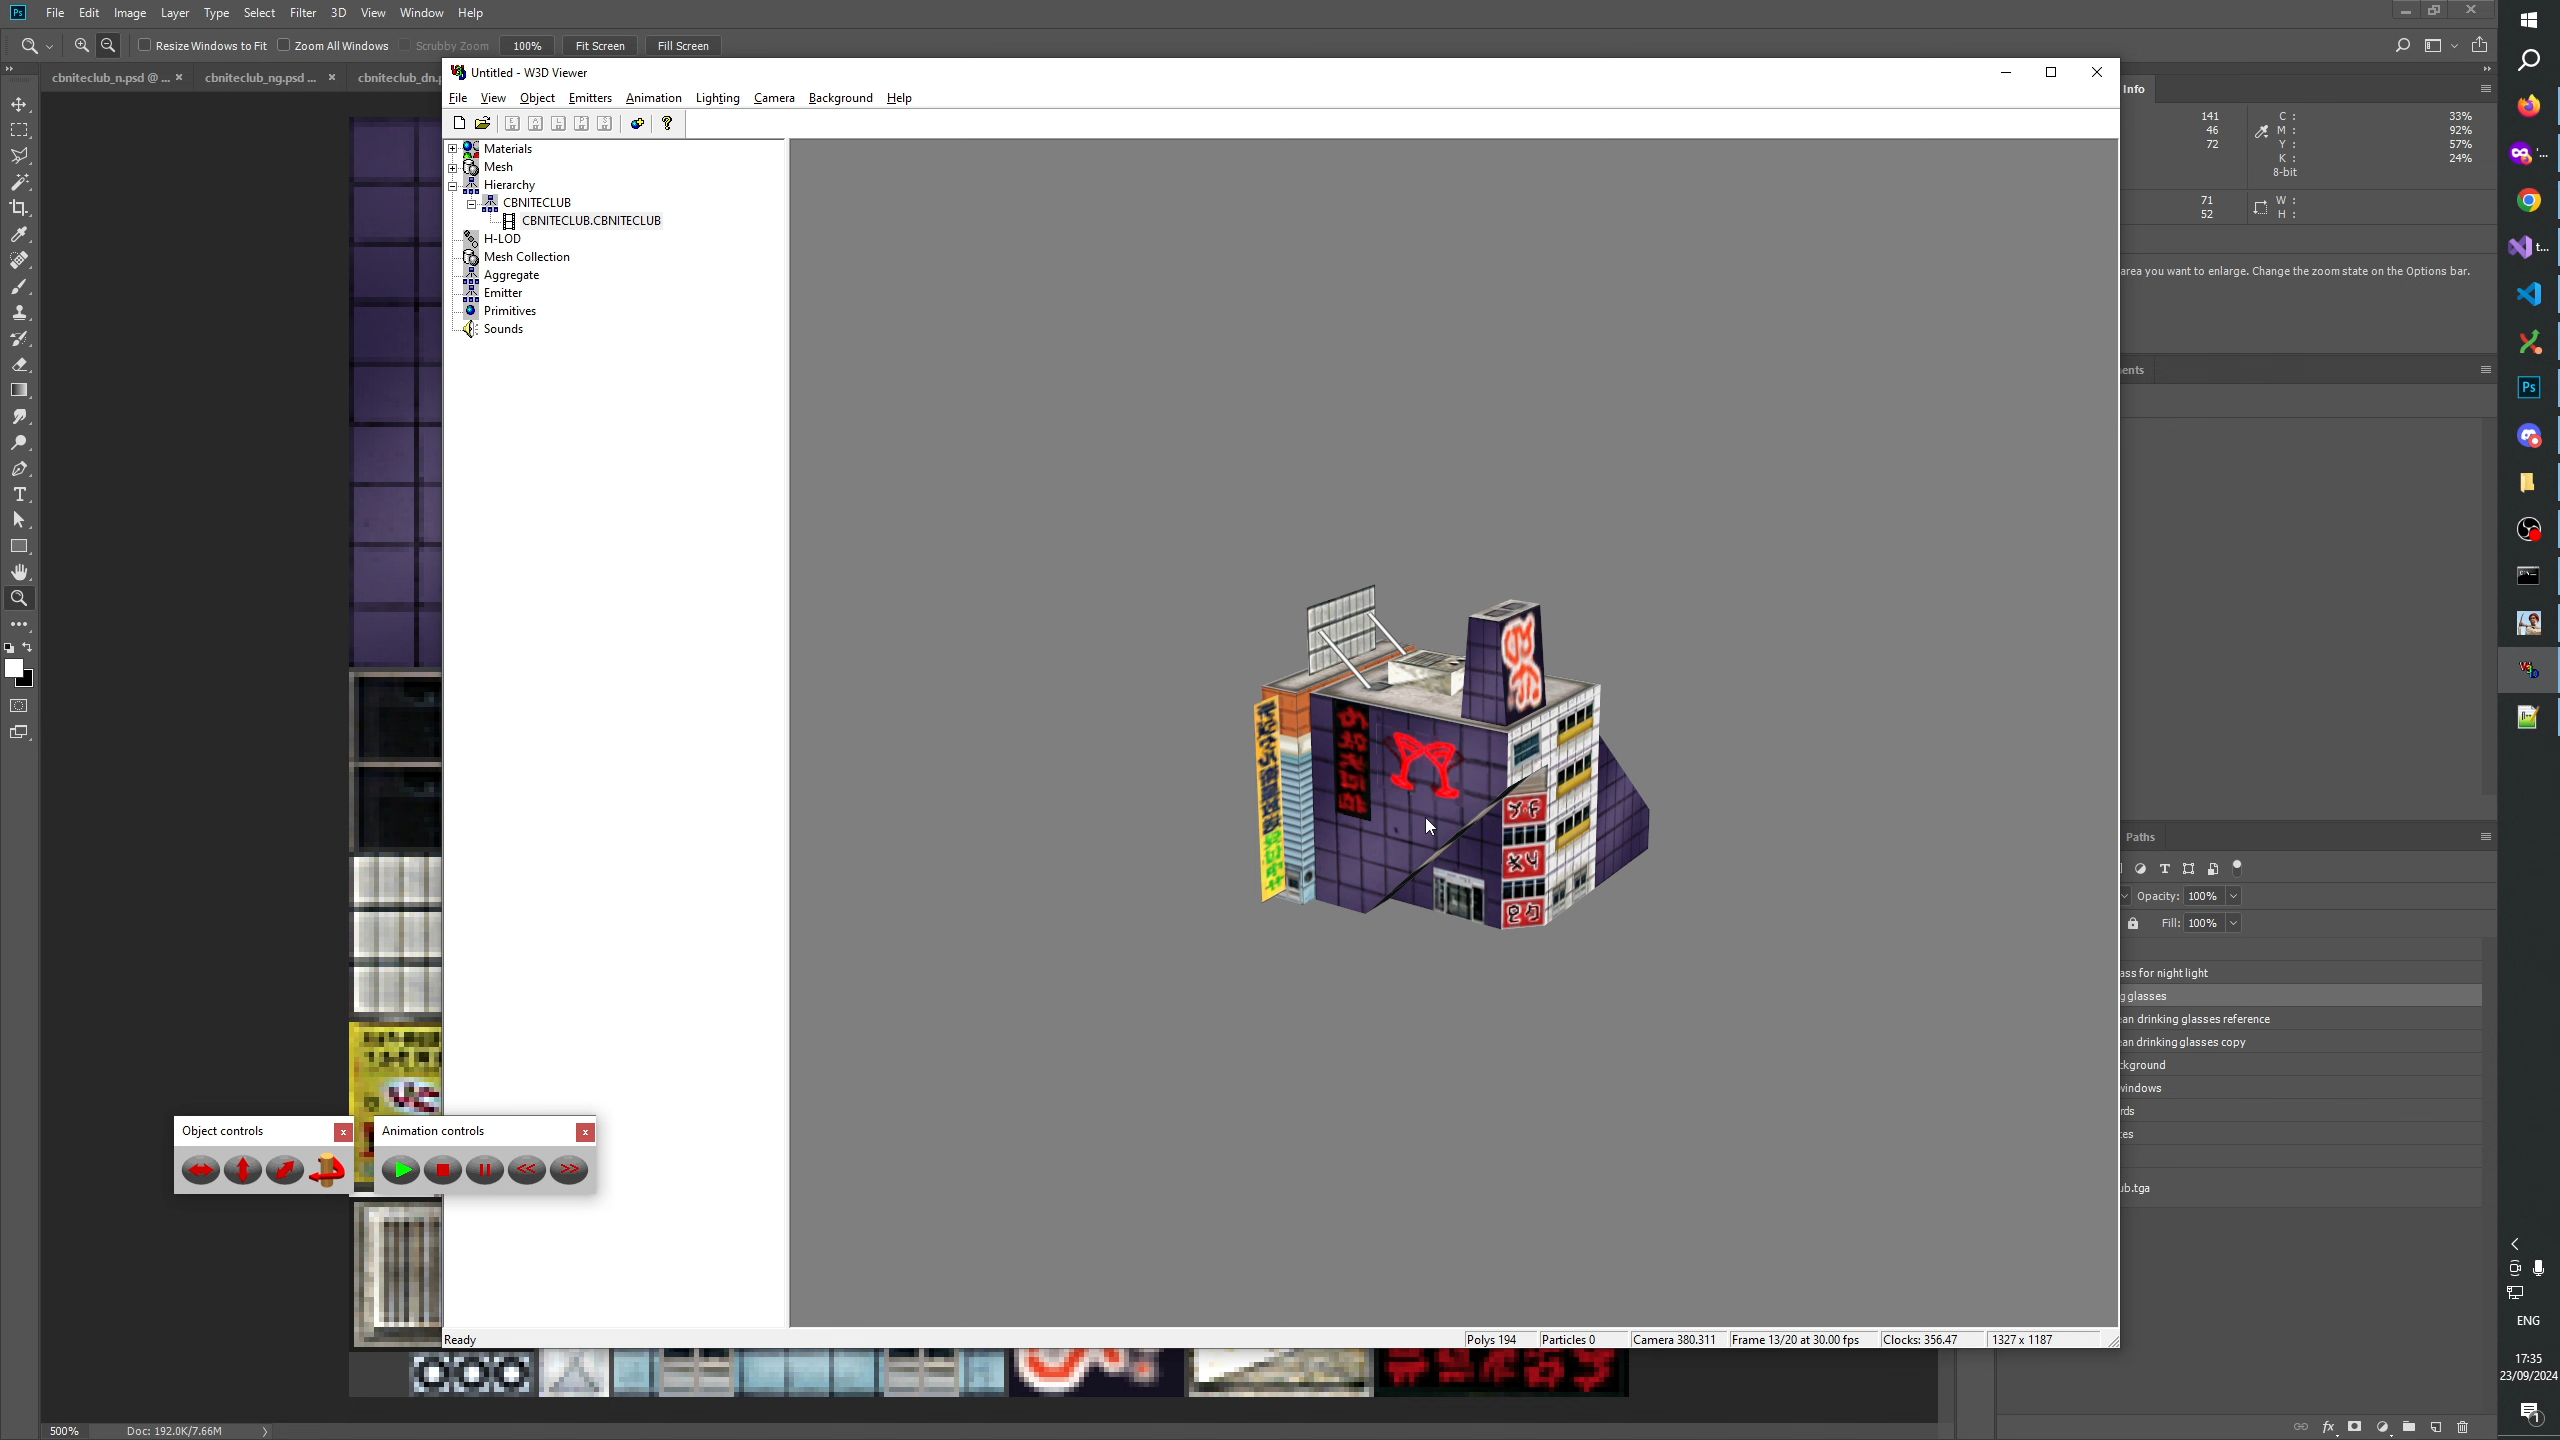 File Edit Image Layer Type Select Filter 3D View Window Help
Resize Windows to Fit Zoom All Windows Scrubby Zoom 100% Fit Screen Fill Screen
cbniteclub_n.psd @ ... × cbniteclub_ng.psd ... × cbniteclub_dn.p
Untitled - W3D Viewer
File View Object Emitters Animation Lighting Camera Background Help
Materials
Mesh
Hierarchy
CBNITECLUB
CBNITECLUB.CBNITECLUB
H-LOD
Mesh Collection
Aggregate
Emitter
Primitives
Sounds
Info
141 C : 33%
46 M : 92%
72 Y : 57%
K : 24%
8-bit
71 W :
52 H :
area you want to enlarge. Change the zoom state on the Options bar.
ents
Paths
Opacity: 100%
Fill: 100%
ass for night light
g glasses
an drinking glasses reference
an drinking glasses copy
ckground
windows
rds
tes
ub.tga
Object controls
Animation controls
Ready Polys 194 Particles 0 Camera 380.311 Frame 13/20 at 30.00 fps Clocks: 356.47 1327 x 1187
500% Doc: 192.0K/7.66M
ENG
17:35
23/09/2024
1